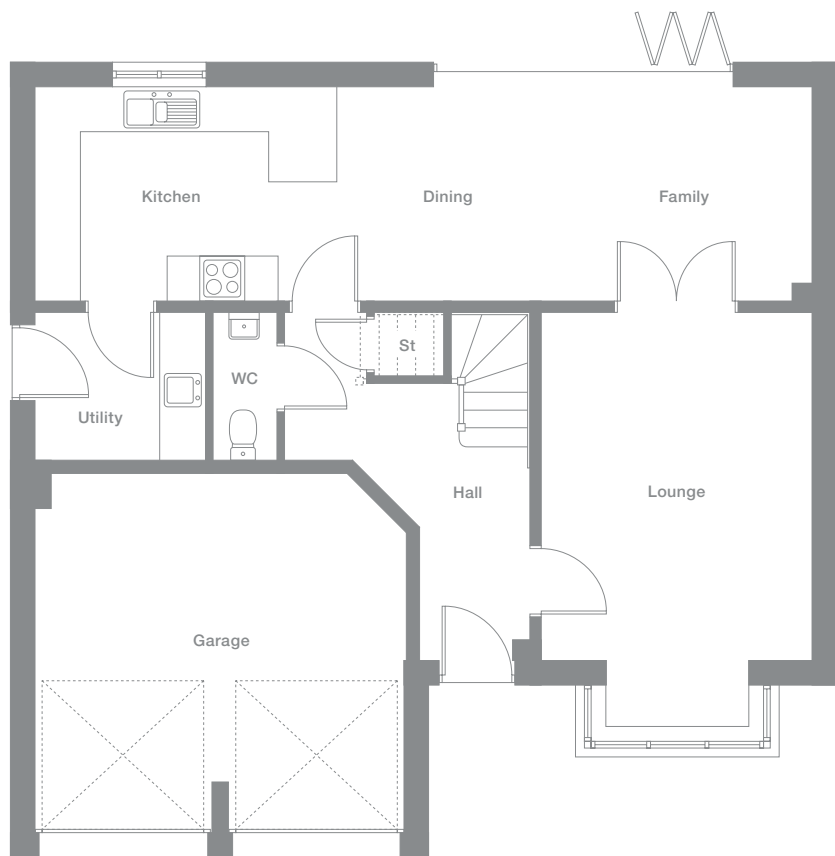 Kitchen
Dining
Family
St
WC
Utility
Hall
Lounge
Garage